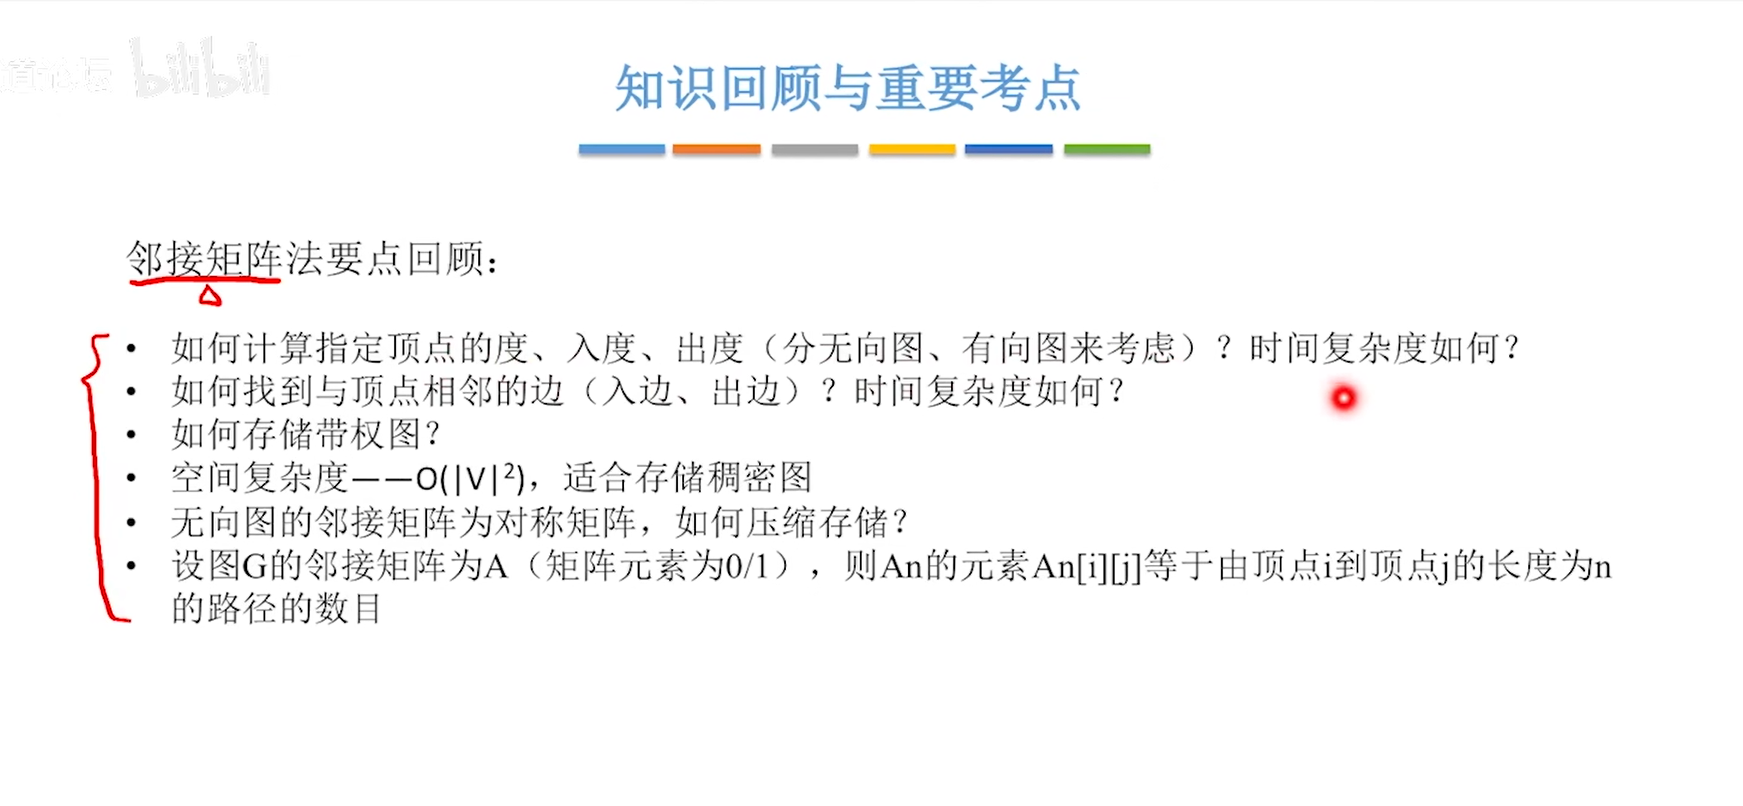 道论坛 bilibili
知识回顾与重要考点
邻接矩阵法要点回顾：
• 如何计算指定顶点的度、入度、出度（分无向图、有向图来考虑）？时间复杂度如何？
• 如何找到与顶点相邻的边（入边、出边）？时间复杂度如何？
• 如何存储带权图？
• 空间复杂度——O(|V|²)，适合存储稠密图
• 无向图的邻接矩阵为对称矩阵，如何压缩存储？
• 设图G的邻接矩阵为A（矩阵元素为0/1），则An的元素An[i][j]等于由顶点i到顶点j的长度为n
的路径的数目